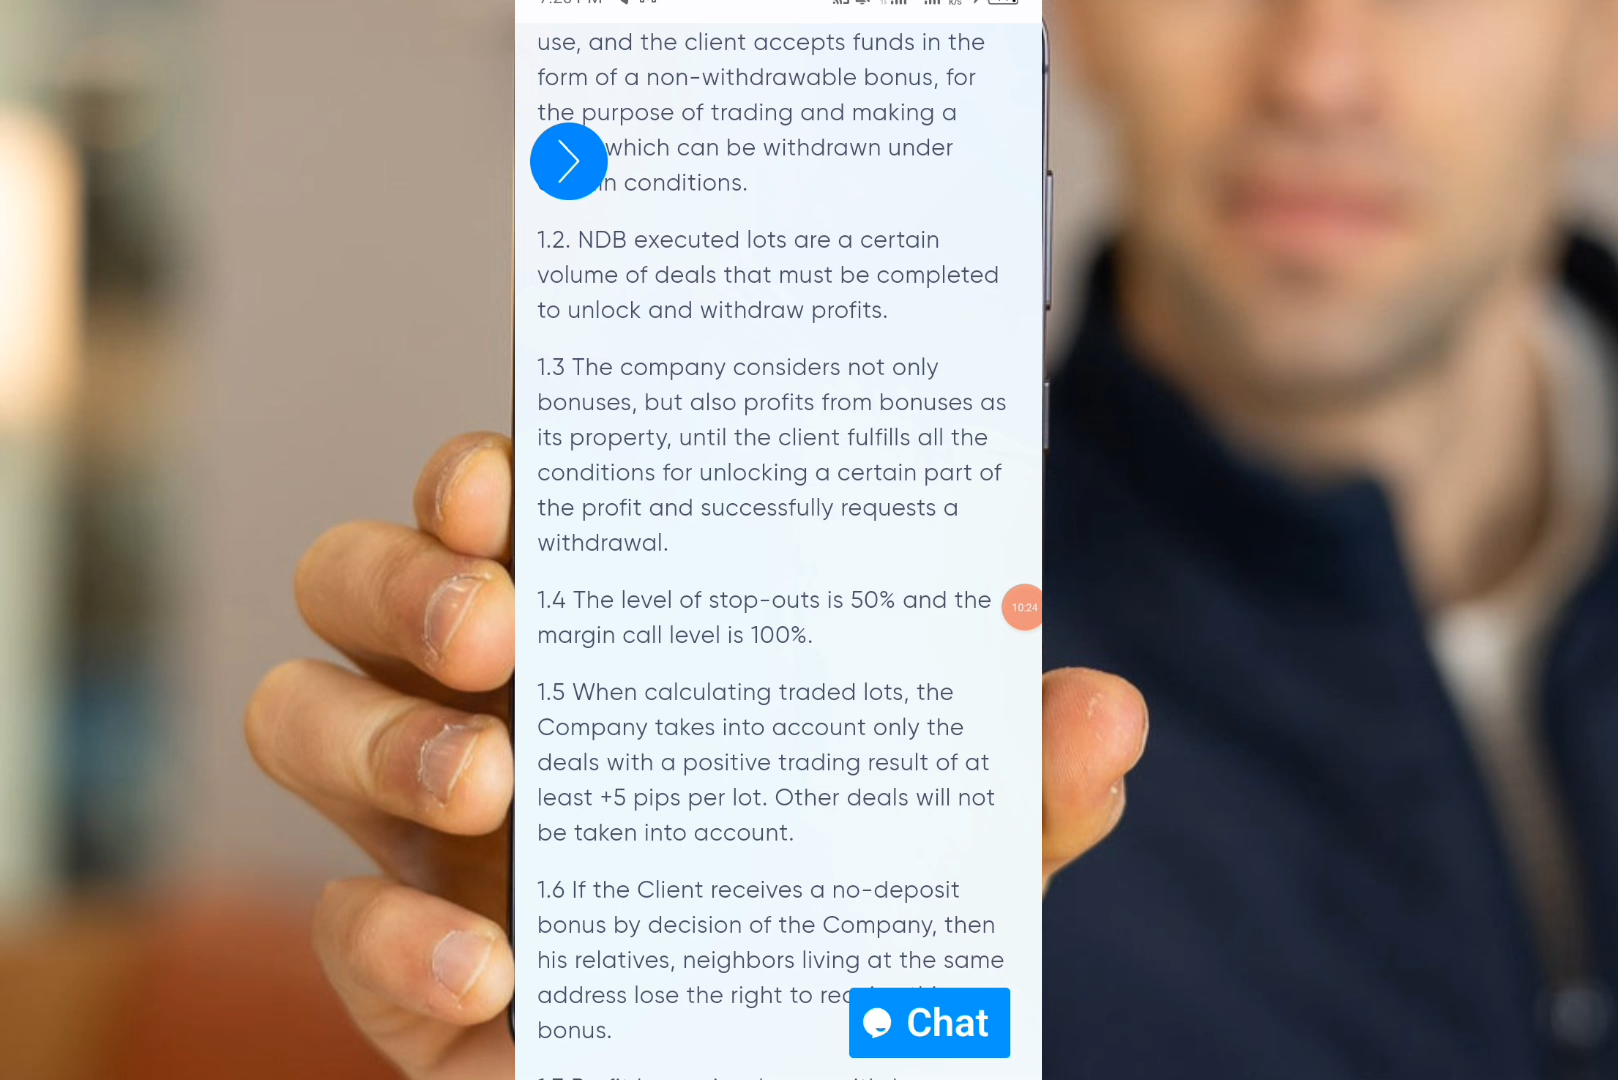 use, and the client accepts funds in the
form of a non-withdrawable bonus, for
the purpose of trading and making a
which can be withdrawn under
conditions.
1.2. NDB executed lots are a certain
volume of deals that must be completed
to unlock and withdraw profits.
1.3 The company considers not only
bonuses, but also profits from bonuses as
its property, until the client fulfills all the
conditions for unlocking a certain part of
the profit and successfully requests a
withdrawal.
1.4 The level of stop-outs is 50% and the
10:24
margin call level is 100%.
1.5 When calculating traded lots, the
Company takes into account only the
deals with a positive trading result of at
least +5 pips per lot. Other deals will not
be taken into account.
1.6 If the Client receives a no-deposit
bonus by decision of the Company, then
his relatives, neighbors living at the same
address lose the right to
bonus.
Chat